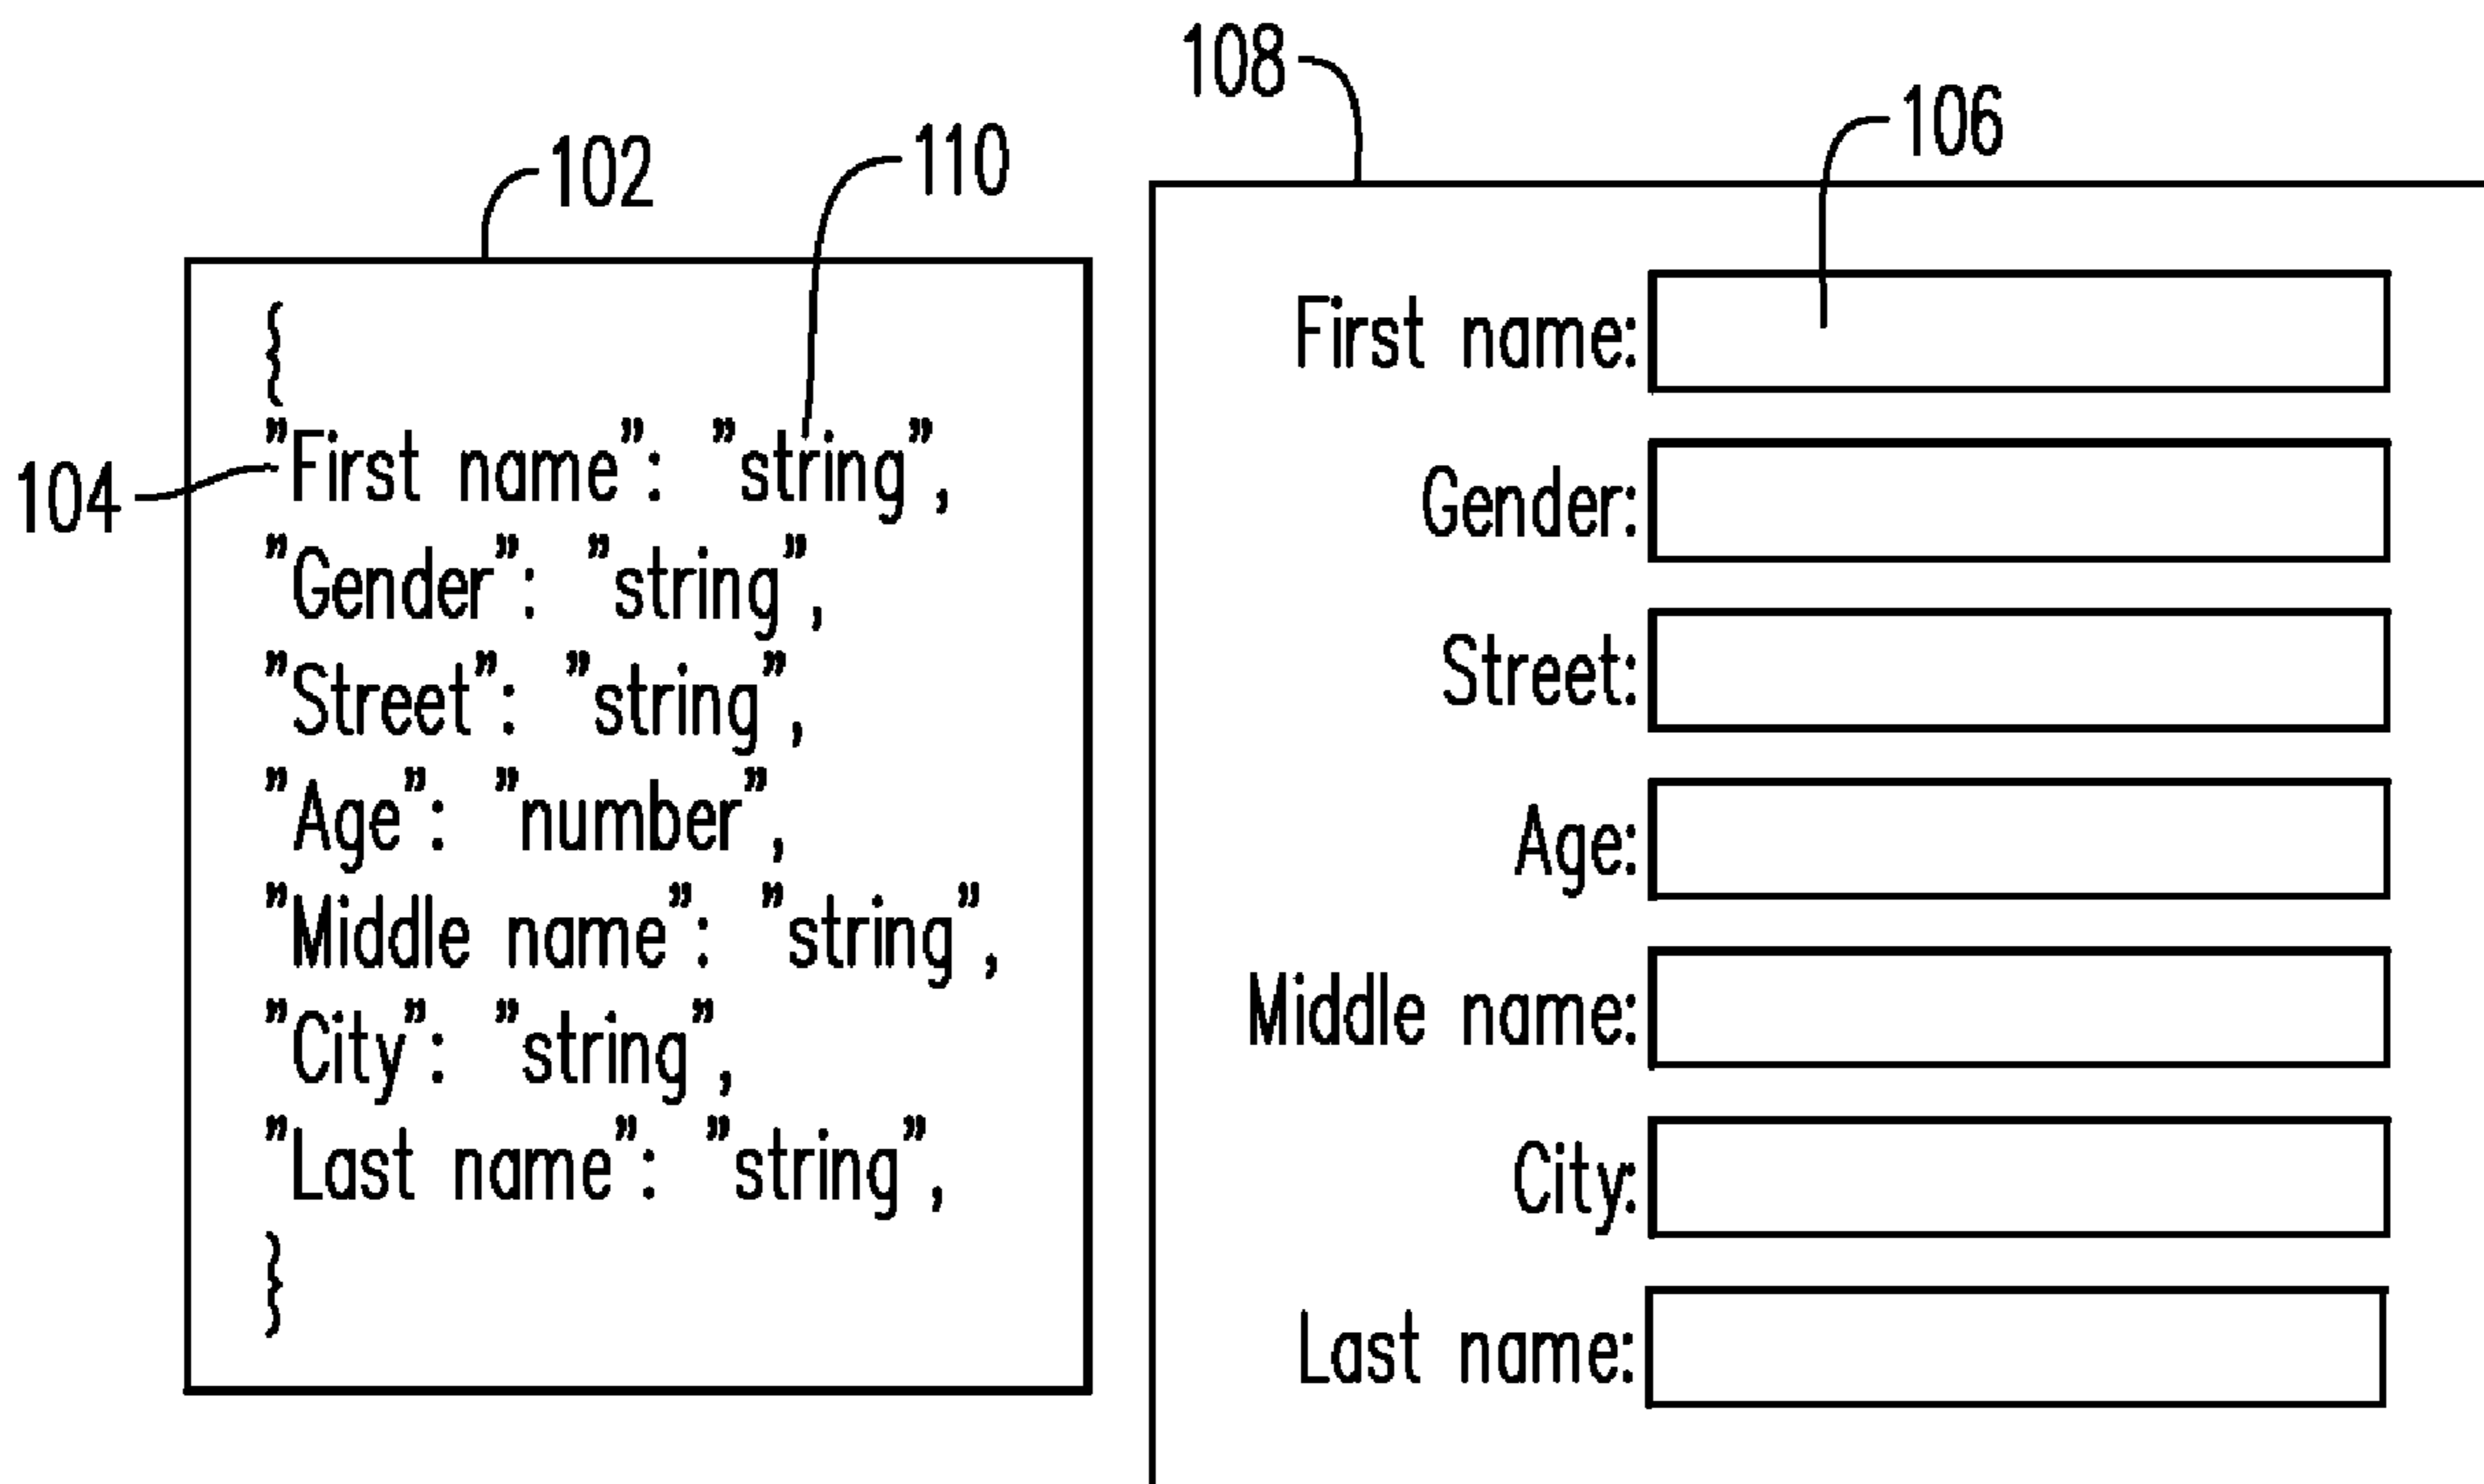 108
106
102
110
{
"First name": "string",
104
"Gender": "string",
"Street": "string",
"Age": "number",
"Middle name": "string",
"City": "string",
"Last name": "string",
}
First name:
Gender:
Street:
Age:
Middle name:
City:
Last name: